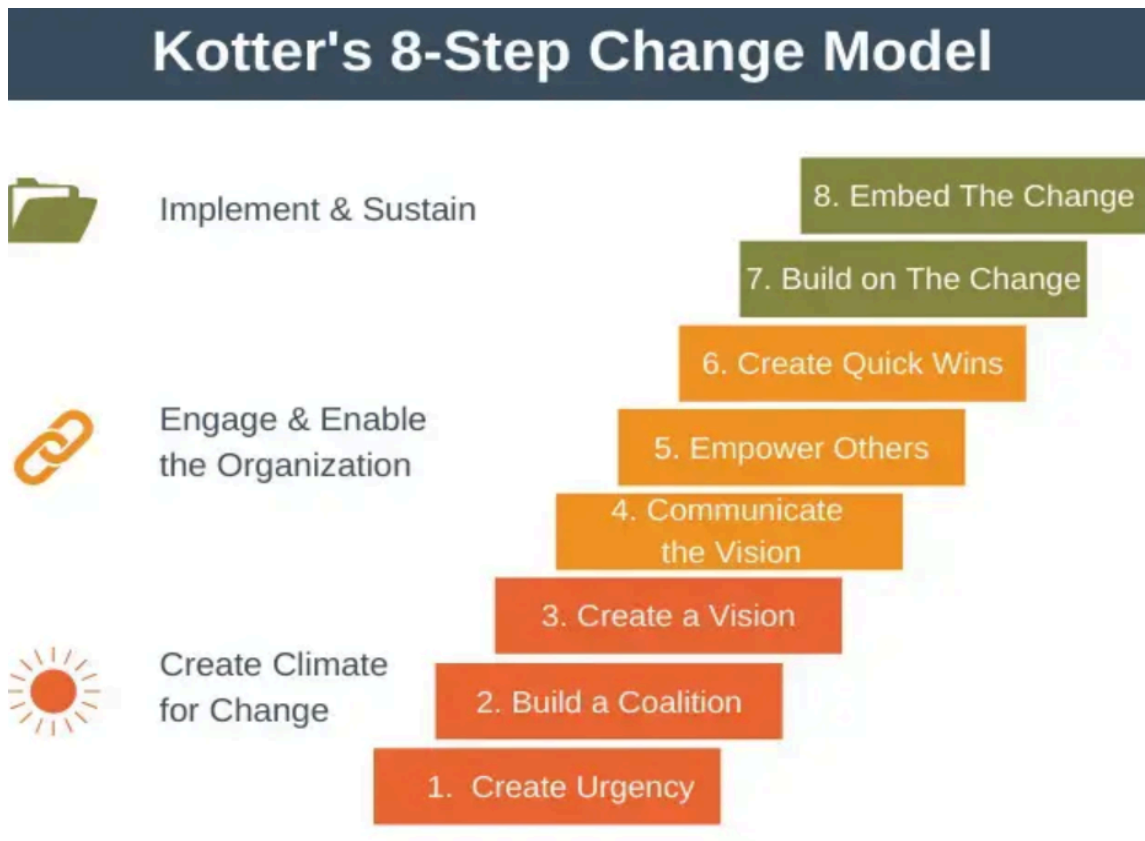 Kotter's 8-Step Change Model
Implement & Sustain
8. Embed The Change
7. Build on The Change
6. Create Quick Wins
Engage & Enable
the Organization
5. Empower Others
4. Communicate
the Vision
3. Create a Vision
Create Climate
for Change
2. Build a Coalition
1. Create Urgency